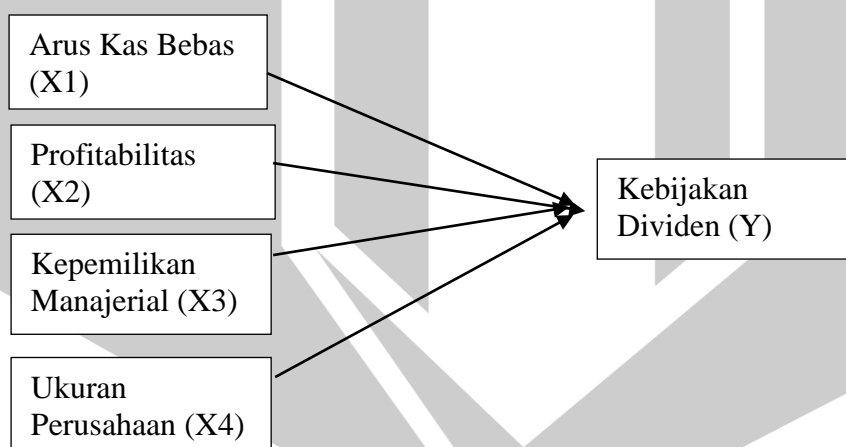 Arus Kas Bebas
(X1)
Profitabilitas
(X2)
Kepemilikan
Manajerial (X3)
Ukuran
Perusahaan (X4)
Kebijakan
Dividen (Y)